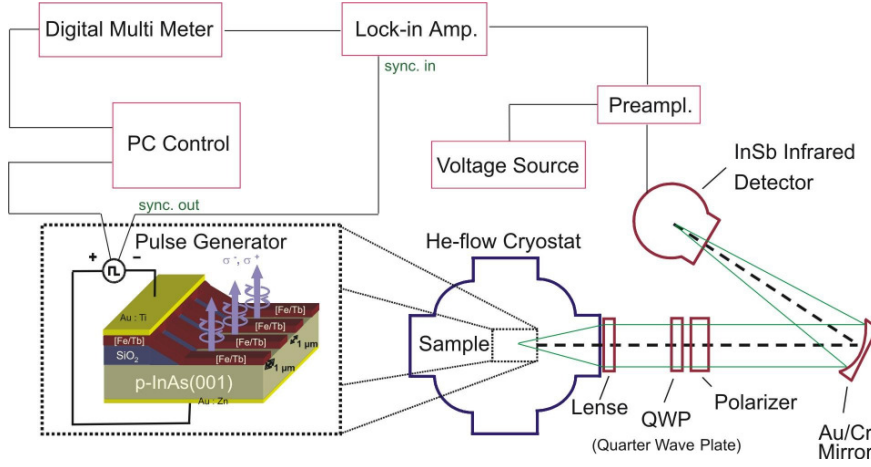 Digital Multi Meter
Lock-in Amp.
sync. in
PC Control
Preampl.
Voltage Source
InSb Infrared
Detector
sync. out
+
−
Pulse Generator
σ⁻, σ⁺
Au : Ti
[Fe/Tb]
[Fe/Tb]
[Fe/Tb]
[Fe/Tb]
[Fe/Tb]
SiO₂
1 µm
1 µm
p-InAs(001)
Au : Zn
He-flow Cryostat
Sample
Lense
QWP
(Quarter Wave Plate)
Polarizer
Au/Cr
Mirror